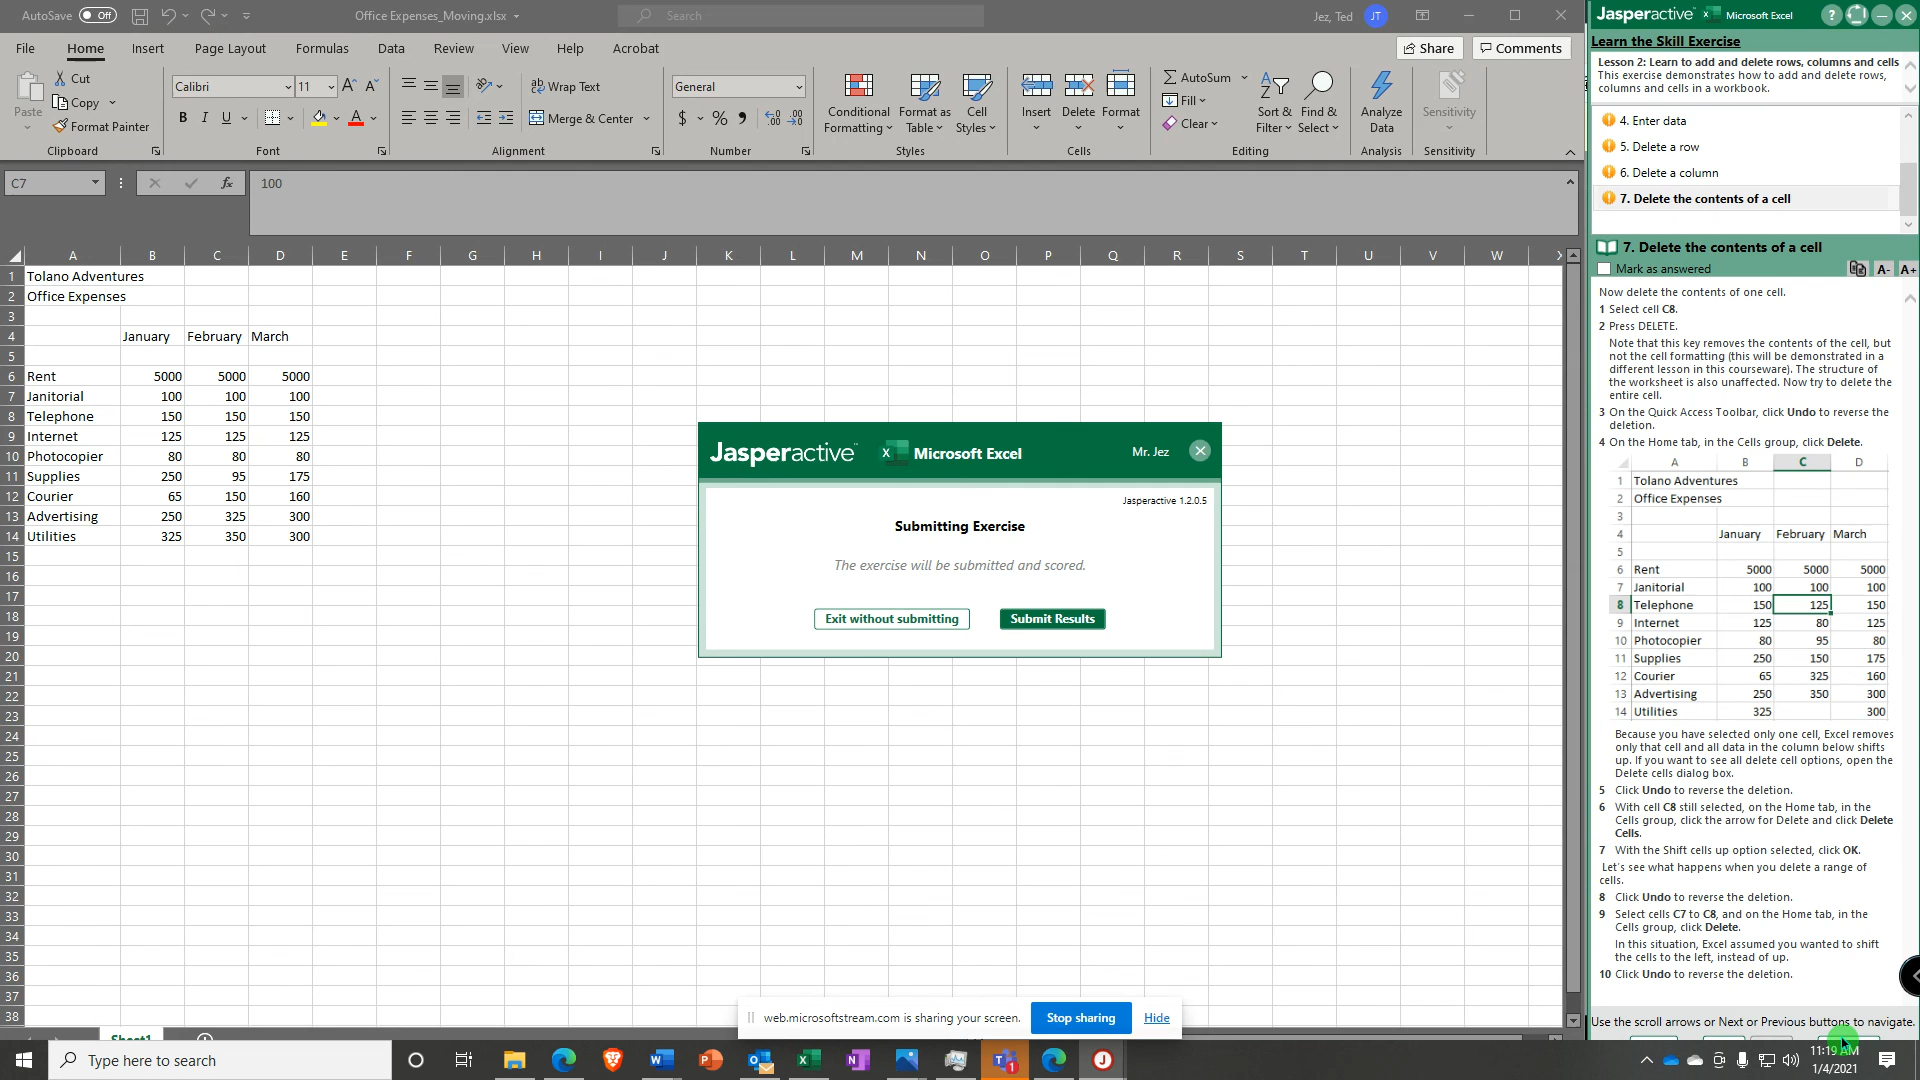 AutoSave Off Office Expenses_Moving.xlsx Search Jez, Ted JT
File Home Insert Page Layout Formulas Data Review View Help Acrobat Share Comments
Paste Cut Copy Format Painter
Calibri 11 A A
B I U A
Wrap Text
Merge & Center
General
$ % 9
Conditional Formatting
Format as Table
Cell Styles
Insert Delete Format
AutoSum
Fill
Clear
Sort & Filter
Find & Select
Analyze Data
Sensitivity
Clipboard Font Alignment Number Styles Cells Editing Analysis Sensitivity
C7 fx 100
A B C D E F G H I J K L M N O P Q R S T U V W X
1 Tolano Adventures
2 Office Expenses
3
4 January February March
5
6 Rent 5000 5000 5000
7 Janitorial 100 100 100
8 Telephone 150 150 150
9 Internet 125 125 125
10 Photocopier 80 80 80
11 Supplies 250 95 175
12 Courier 65 150 160
13 Advertising 250 325 300
14 Utilities 325 350 300
15
16
17
18
19
20
21
22
23
24
25
26
27
28
29
30
31
32
33
34
35
36
37
38
Sheet1
Jasperactive Microsoft Excel Mr. Jez
Jasperactive 1.2.0.5
Submitting Exercise
The exercise will be submitted and scored.
Exit without submitting Submit Results
web.microsoftstream.com is sharing your screen. Stop sharing Hide
Jasperactive Microsoft Excel ?
Learn the Skill Exercise
Lesson 2: Learn to add and delete rows, columns and cells
This exercise demonstrates how to add and delete rows,
columns and cells in a workbook.
4. Enter data
5. Delete a row
6. Delete a column
7. Delete the contents of a cell
7. Delete the contents of a cell
Mark as answered A- A+
Now delete the contents of one cell.
1 Select cell C8.
2 Press DELETE.
Note that this key removes the contents of the cell, but
not the cell formatting (this will be demonstrated in a
different lesson in this courseware). The structure of
the worksheet is also unaffected. Now try to delete the
entire cell.
3 On the Quick Access Toolbar, click Undo to reverse the
deletion.
4 On the Home tab, in the Cells group, click Delete.
A B C D
1 Tolano Adventures
2 Office Expenses
3
4 January February March
5
6 Rent 5000 5000 5000
7 Janitorial 100 100 100
8 Telephone 150 125 150
9 Internet 125 80 125
10 Photocopier 80 95 80
11 Supplies 250 150 175
12 Courier 65 325 160
13 Advertising 250 350 300
14 Utilities 325 300
Because you have selected only one cell, Excel removes
only that cell and all data in the column below shifts
up. If you want to see all delete cell options, open the
Delete cells dialog box.
5 Click Undo to reverse the deletion.
6 With cell C8 still selected, on the Home tab, in the
Cells group, click the arrow for Delete and click Delete
Cells.
7 With the Shift cells up option selected, click OK.
Let's see what happens when you delete a range of
cells.
8 Click Undo to reverse the deletion.
9 Select cells C7 to C8, and on the Home tab, in the
Cells group, click Delete.
In this situation, Excel assumed you wanted to shift
the cells to the left, instead of up.
10 Click Undo to reverse the deletion.
Use the scroll arrows or Next or Previous buttons to navigate.
Type here to search
11:19 AM
1/4/2021